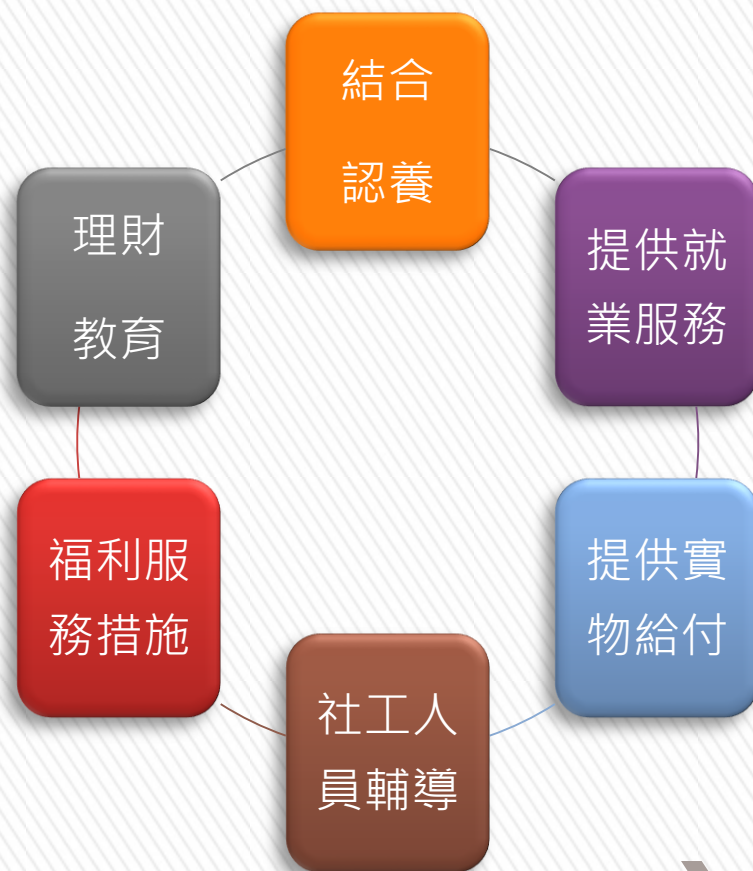 結合
認養
提供就
業服務
提供實
物給付
社工人
員輔導
福利服
務措施
理財
教育